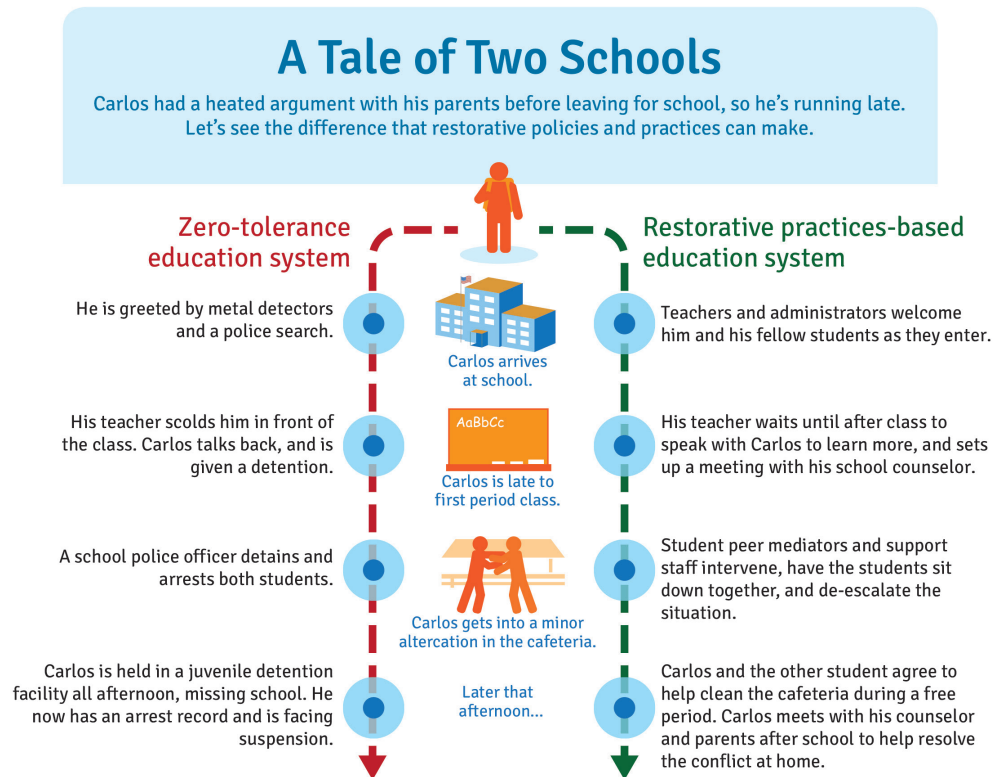 A Tale of Two Schools
Carlos had a heated argument with his parents before leaving for school, so he's running late.
Let's see the difference that restorative policies and practices can make.
Zero-tolerance
education system
Restorative practices-based
education system
He is greeted by metal detectors
and a police search.
Carlos arrives
at school.
Teachers and administrators welcome
him and his fellow students as they enter.
His teacher scolds him in front of
the class. Carlos talks back, and is
given a detention.
AaBbCc
Carlos is late to
first period class.
His teacher waits until after class to
speak with Carlos to learn more, and sets
up a meeting with his school counselor.
A school police officer detains and
arrests both students.
Carlos gets into a minor
altercation in the cafeteria.
Student peer mediators and support
staff intervene, have the students sit
down together, and de-escalate the
situation.
Carlos is held in a juvenile detention
facility all afternoon, missing school. He
now has an arrest record and is facing
suspension.
Later that
afternoon...
Carlos and the other student agree to
help clean the cafeteria during a free
period. Carlos meets with his counselor
and parents after school to help resolve
the conflict at home.